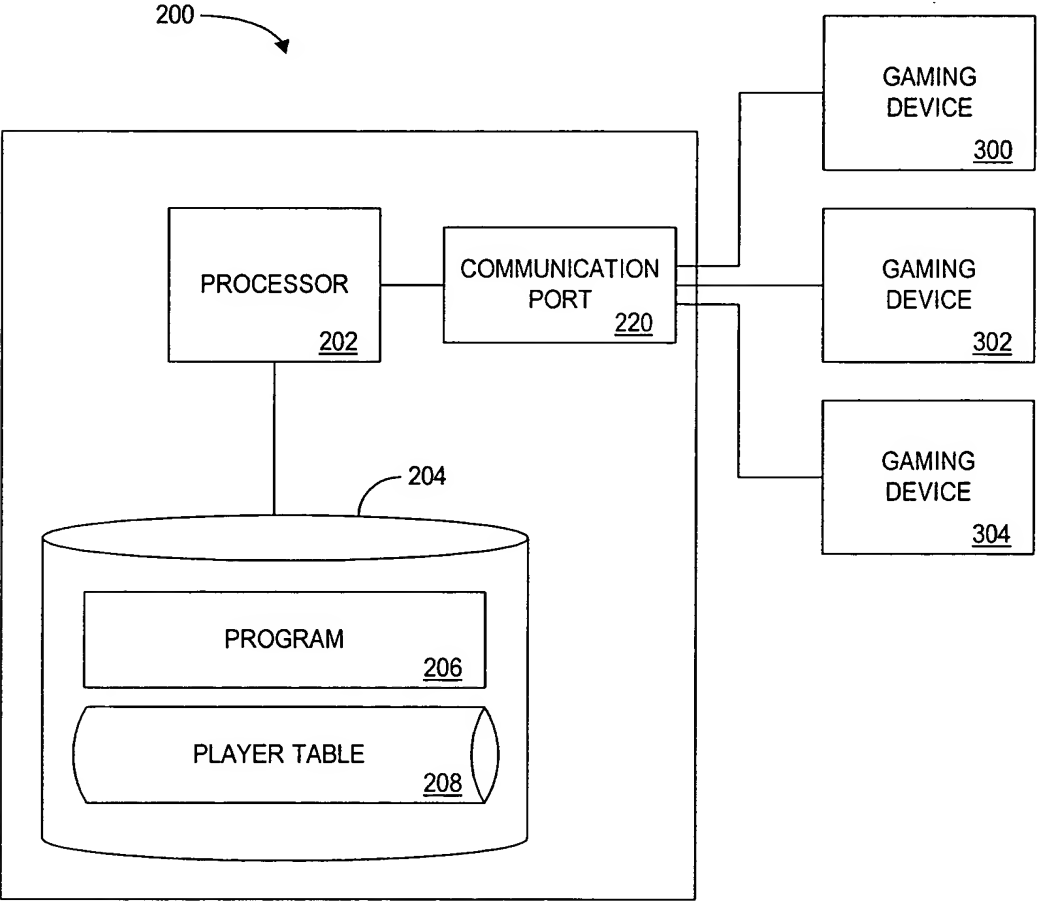 200
GAMING
DEVICE
300
PROCESSOR
202
COMMUNICATION
PORT
220
GAMING
DEVICE
302
GAMING
DEVICE
304
204
PROGRAM
206
PLAYER TABLE
208